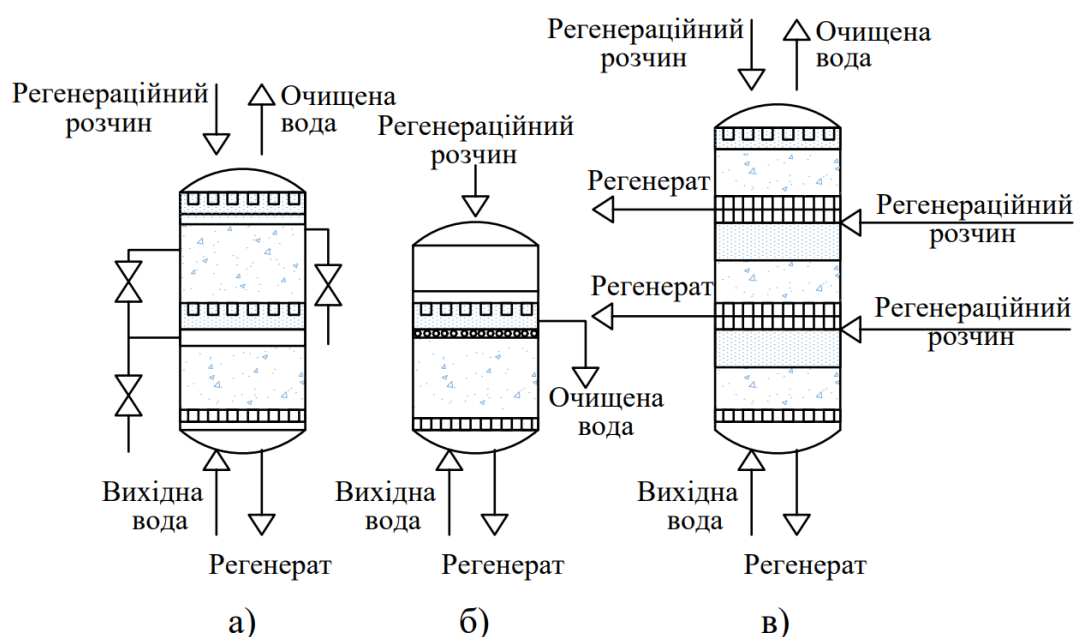 Регенераційний
розчин
Очищена
вода
Вихідна
вода
Регенерат
а)
Регенераційний
розчин
Очищена
вода
Вихідна
вода
Регенерат
б)
Регенераційний
розчин
Очищена
вода
Регенерат
Регенераційний
розчин
Регенерат
Регенераційний
розчин
Вихідна
вода
Регенерат
в)